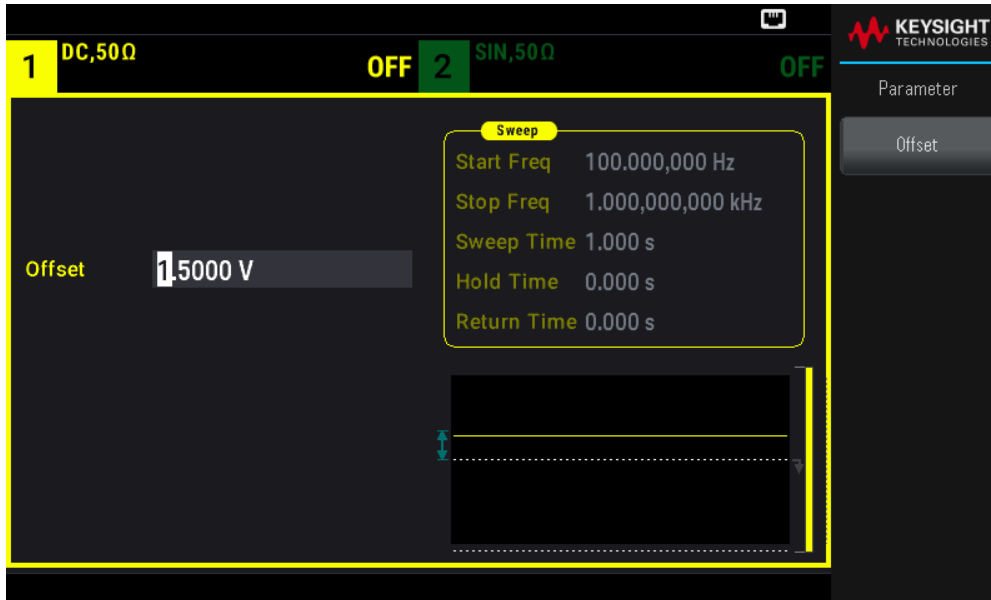 KEYSIGHT
TECHNOLOGIES
1 DC,50Ω OFF
2 SIN,50Ω OFF
Parameter
Offset
Sweep
Start Freq 100.000,000 Hz
Stop Freq 1.000,000,000 kHz
Sweep Time 1.000 s
Hold Time 0.000 s
Return Time 0.000 s
Offset 1.5000 V